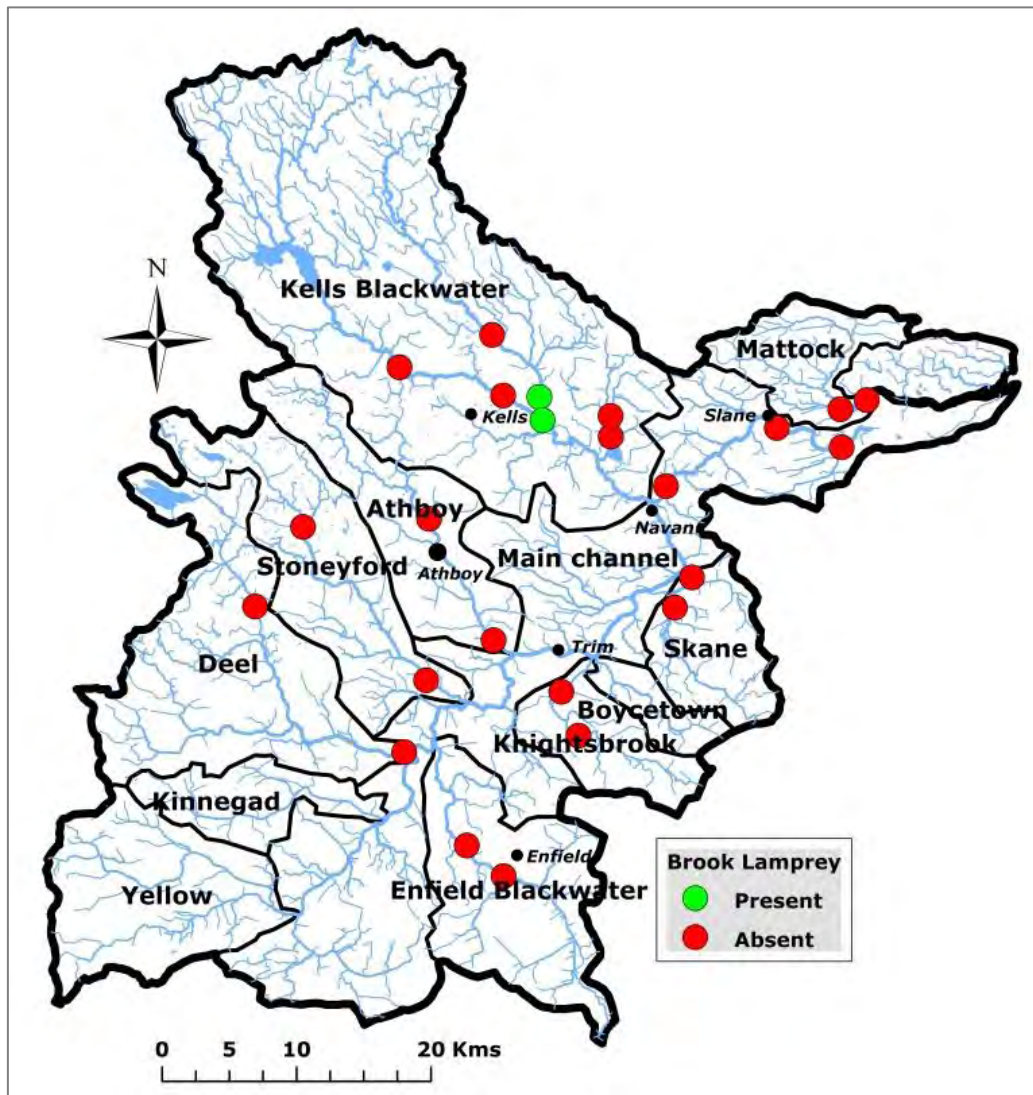 N
Kells Blackwater
Mattock
Kells
Slane
Athboy
Navan
Stoneyford
Main channel
Athboy
Deel
Trim
Skane
Boycetown
Knightsbrook
Kinnegad
Yellow
Enfield
Enfield Blackwater
Brook Lamprey
Present
Absent
0 5 10 20 Kms